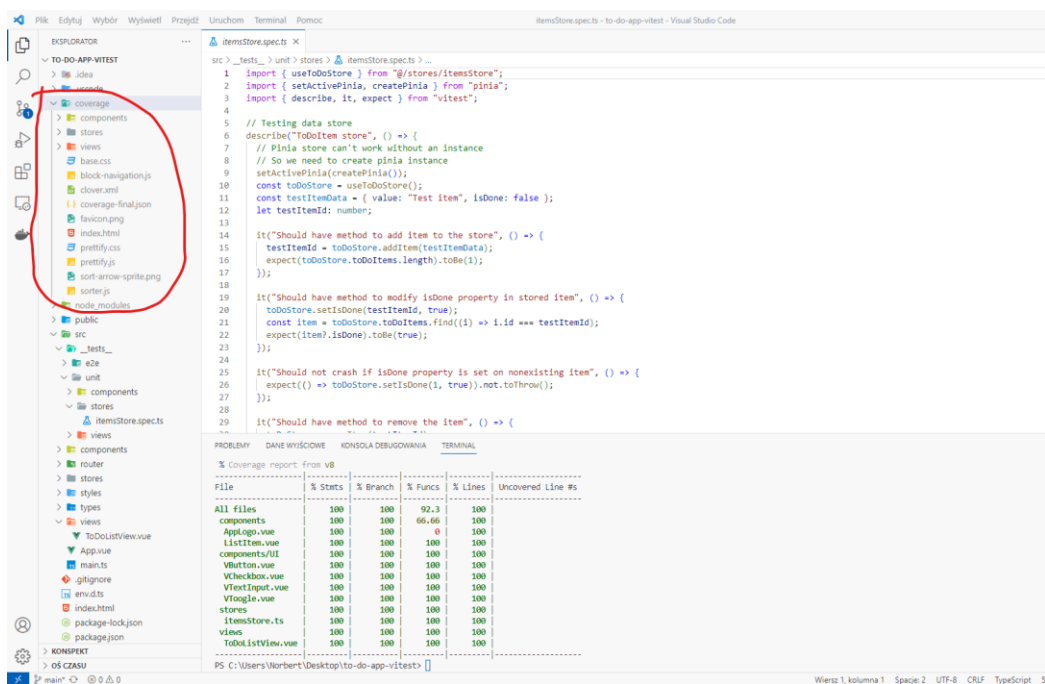 Plik Edytuj Wybór Wyświetl Przejdź Uruchom Terminal Pomoc
itemsStore.spec.ts - to-do-app-vitest - Visual Studio Code
EKSPLORATOR ...
TO-DO-APP-VITEST
.idea
.vscode
coverage
components
stores
views
base.css
block-navigation.js
clover.xml
coverage-final.json
favicon.png
index.html
prettify.css
prettify.js
sort-arrow-sprite.png
sorter.js
node_modules
public
src
__tests__
e2e
unit
components
stores
itemsStore.spec.ts
views
components
router
stores
styles
types
views
ToDoListView.vue
App.vue
main.ts
.gitignore
env.d.ts
index.html
package-lock.json
package.json
KONSPEKT
OŚ CZASU
itemsStore.spec.ts
src > __tests__ > unit > stores > itemsStore.spec.ts > ...
1 import { useToDoStore } from "@/stores/itemsStore";
2 import { setActivePinia, createPinia } from "pinia";
3 import { describe, it, expect } from "vitest";
4
5 // Testing data store
6 describe("ToDoItem store", () => {
7 // Pinia store can't work without an instance
8 // So we need to create pinia instance
9 setActivePinia(createPinia());
10 const toDoStore = useToDoStore();
11 const testItemData = { value: "Test item", isDone: false };
12 let testItemId: number;
13
14 it("Should have method to add item to the store", () => {
15 testItemId = toDoStore.addItem(testItemData);
16 expect(toDoStore.toDoItems.length).toBe(1);
17 });
18
19 it("Should have method to modify isDone property in stored item", () => {
20 toDoStore.setIsDone(testItemId, true);
21 const item = toDoStore.toDoItems.find((i) => i.id === testItemId);
22 expect(item?.isDone).toBe(true);
23 });
24
25 it("Should not crash if isDone property is set on nonexisting item", () => {
26 expect(() => toDoStore.setIsDone(1, true)).not.toThrow();
27 });
28
29 it("Should have method to remove the item", () => {
PROBLEMY DANE WYJŚCIOWE KONSOLA DEBUGOWANIA TERMINAL
% Coverage report from v8
File | % Stmts | % Branch | % Funcs | % Lines | Uncovered Line #s
All files | 100 | 100 | 92.3 | 100 |
components | 100 | 100 | 66.66 | 100 |
AppLogo.vue | 100 | 100 | 0 | 100 |
ListItem.vue | 100 | 100 | 100 | 100 |
components/UI | 100 | 100 | 100 | 100 |
VButton.vue | 100 | 100 | 100 | 100 |
VCheckbox.vue | 100 | 100 | 100 | 100 |
VTextInput.vue | 100 | 100 | 100 | 100 |
VToogle.vue | 100 | 100 | 100 | 100 |
stores | 100 | 100 | 100 | 100 |
itemsStore.ts | 100 | 100 | 100 | 100 |
views | 100 | 100 | 100 | 100 |
ToDoListView.vue | 100 | 100 | 100 | 100 |
PS C:\Users\Norbert\Desktop\to-do-app-vitest>
main* 0 0
Wiersz 1, kolumna 1 Spacje: 2 UTF-8 CRLF TypeScript